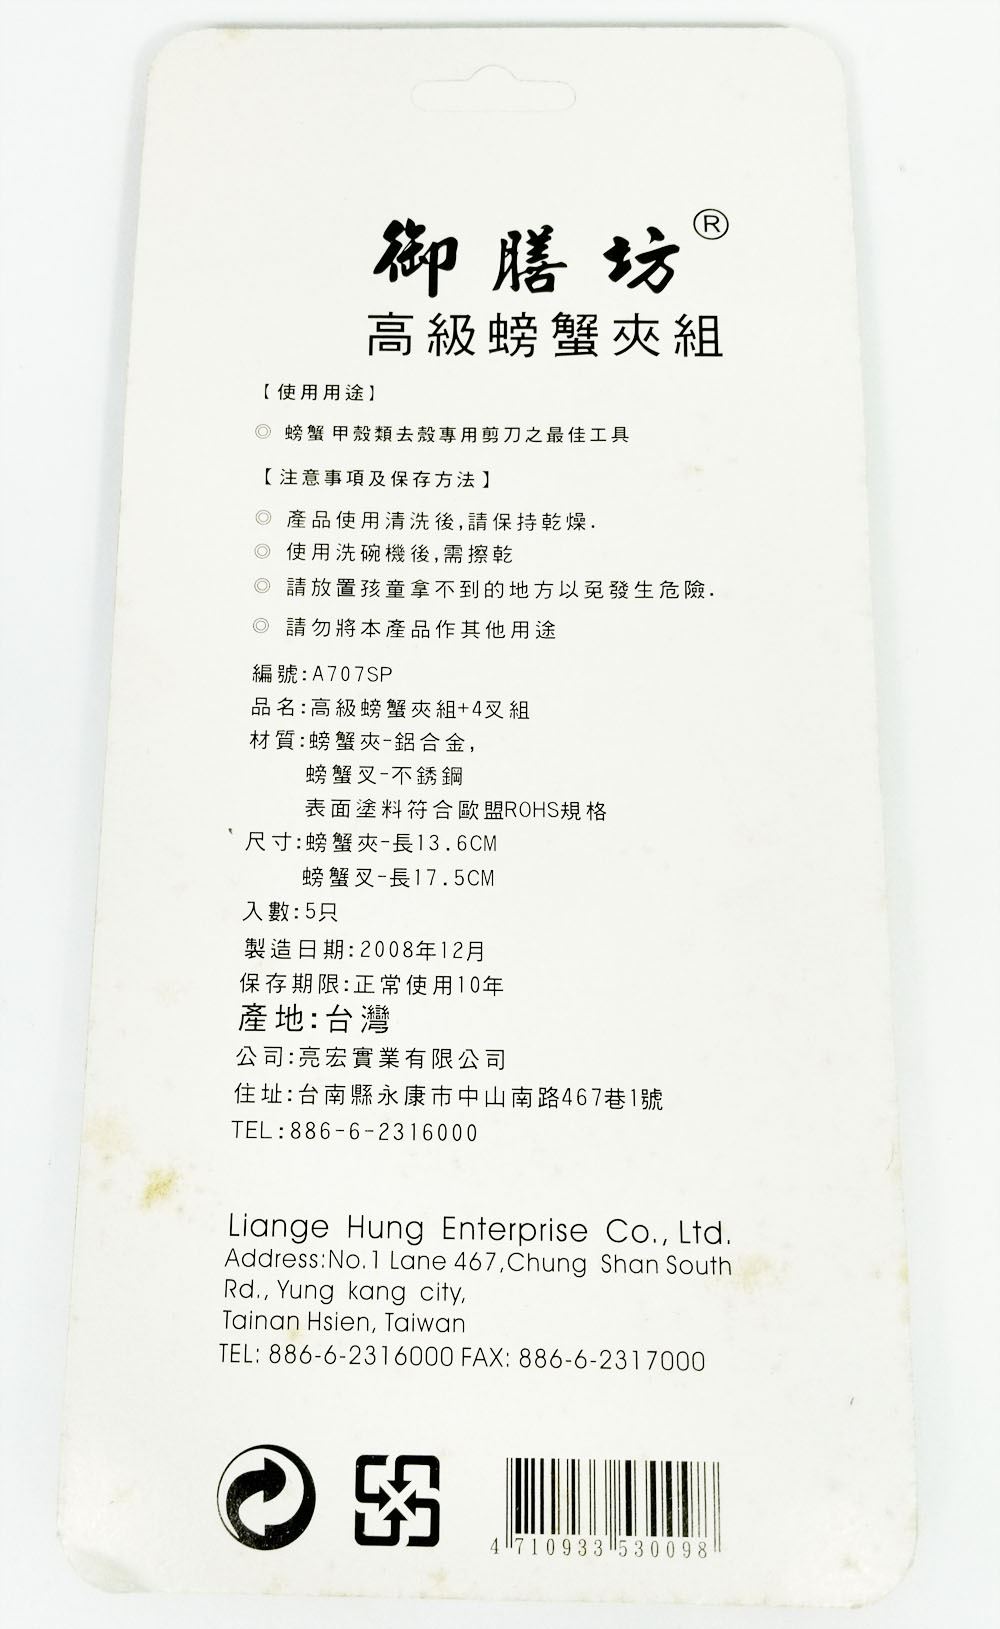 御膳坊®
高級螃蟹夾組
【使用用途】
◎ 螃蟹甲殼類去殼專用剪刀之最佳工具
【注意事項及保存方法】
◎ 產品使用清洗後,請保持乾燥.
◎ 使用洗碗機後,需擦乾
◎ 請放置孩童拿不到的地方以免發生危險.
◎ 請勿將本產品作其他用途
編號:A707SP
品名:高級螃蟹夾組+4叉組
材質:螃蟹夾-鋁合金,
螃蟹叉-不銹鋼
表面塗料符合歐盟ROHS規格
尺寸:螃蟹夾-長13.6CM
螃蟹叉-長17.5CM
入數:5只
製造日期:2008年12月
保存期限:正常使用10年
產地:台灣
公司:亮宏實業有限公司
住址:台南縣永康市中山南路467巷1號
TEL:886-6-2316000
Liange Hung Enterprise Co., Ltd.
Address:No.1 Lane 467,Chung Shan South
Rd., Yung kang city,
Tainan Hsien, Taiwan
TEL: 886-6-2316000 FAX: 886-6-2317000
4 710933 530098